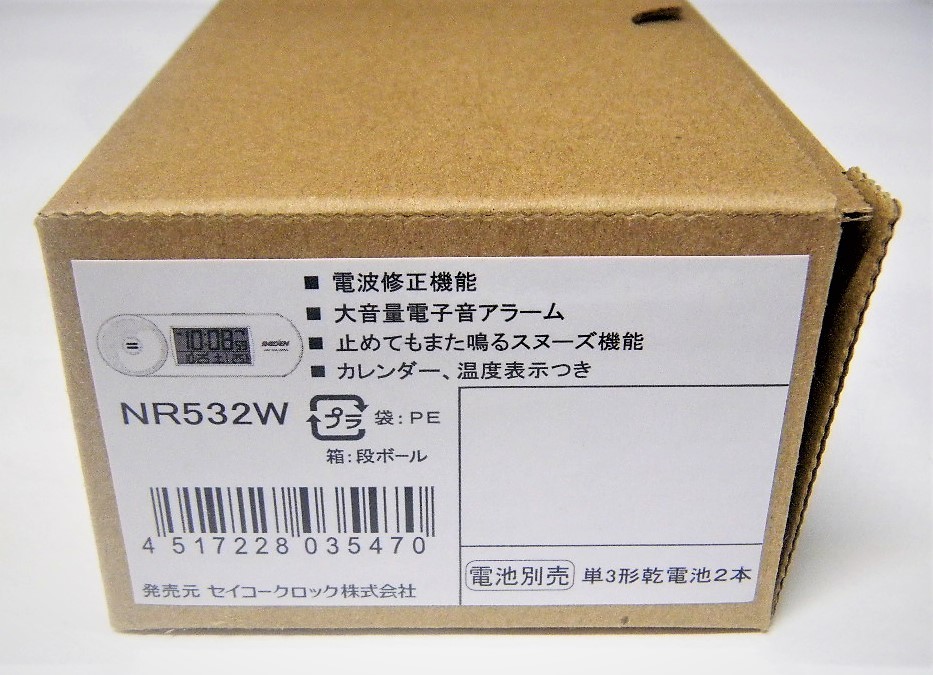 ■ 電波修正機能
■ 大音量電子音アラーム
■ 止めてもまた鳴るスヌーズ機能
■ カレンダー、温度表示つき
10:08
NR532W
プラ 袋:PE
箱:段ボール
4 517228 035470
発売元 セイコークロック株式会社
電池別売 単3形乾電池2本